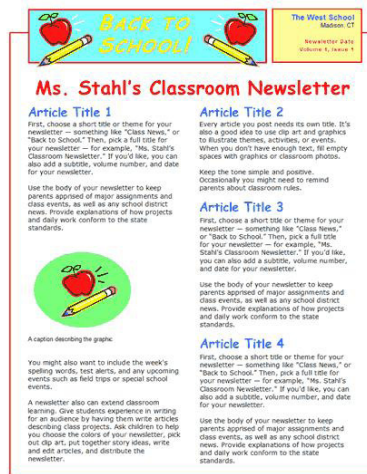 BACK TO
SCHOOL!
The West School
Madison, CT
Newsletter Date
Volume 1, Issue 1
Ms. Stahl's Classroom Newsletter
Article Title 1
First, choose a short title or theme for your
newsletter — something like "Class News," or
"Back to School." Then, pick a full title
for your newsletter — for example, "Ms. Stahl's
Classroom Newsletter." If you'd like, you can
also add a subtitle, volume number, and date
for your newsletter.
Use the body of your newsletter to keep
parents apprised of major assignments and
class events, as well as any school district
news. Provide explanations of how projects
and daily work conform to the state
standards.
A caption describing the graphic
You might also want to include the week's
spelling words, test alerts, and any upcoming
events such as field trips or special school
events.
A newsletter also can extend classroom
learning. Give students experience in writing
for an audience by having them write articles
describing class projects. Ask children to help
you choose the colors of your newsletter, pick
out clip art, put together story ideas, write
and edit articles, and distribute the
newsletter.
Article Title 2
Every article you post needs its own title. It's
also a good idea to use clip art and graphics
to illustrate themes, activities, or events.
When you don't have enough text, fill empty
spaces with graphics or classroom photos.
Keep the tone simple and positive.
Occasionally you might need to remind
parents about classroom rules.
Article Title 3
First, choose a short title or theme for your
newsletter — something like "Class News,"
or "Back to School." Then, pick a full title
for your newsletter — for example, "Ms.
Stahl's Classroom Newsletter." If you'd like,
you can also add a subtitle, volume number,
and date for your newsletter.
Use the body of your newsletter to keep
parents apprised of major assignments and
class events, as well as any school district
news. Provide explanations of how projects
and daily work conform to the state
standards.
Article Title 4
First, choose a short title or theme for your
newsletter — something like "Class News," or
"Back to School." Then, pick a full title for your
newsletter — for example, "Ms. Stahl's
Classroom Newsletter." If you'd like, you can
also add a subtitle, volume number, and date
for your newsletter.
Use the body of your newsletter to keep
parents apprised of major assignments and
class events, as well as any school district
news. Provide explanations of how projects
and daily work conform to the state
standards.